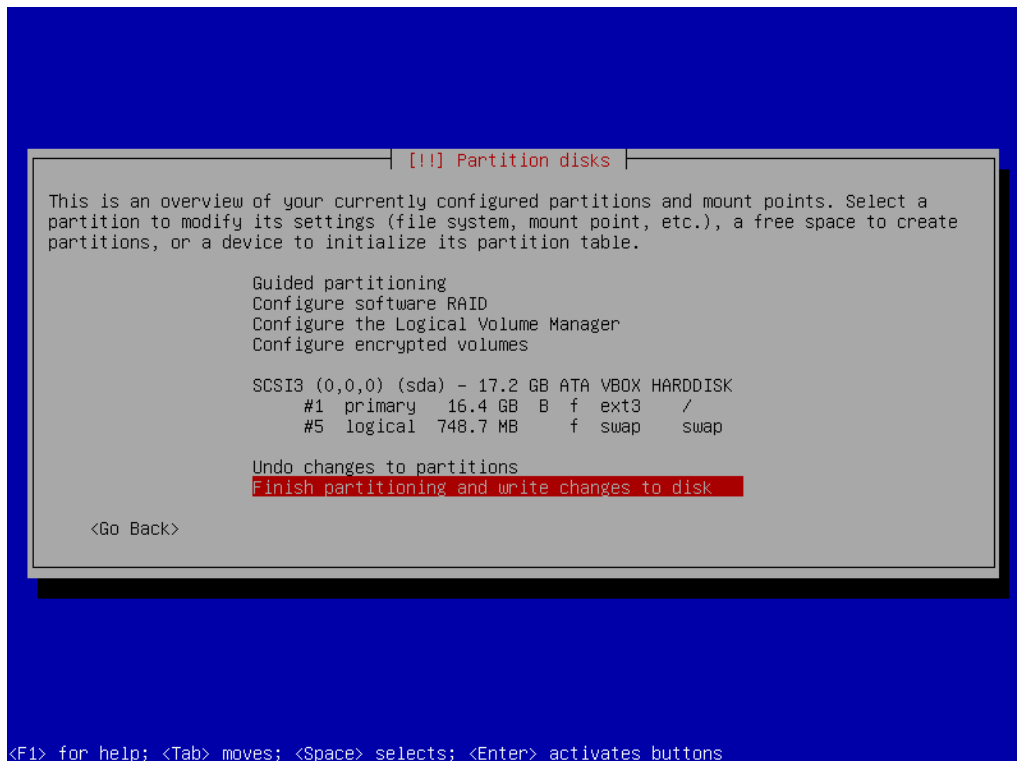 [!!] Partition disks
This is an overview of your currently configured partitions and mount points. Select a
partition to modify its settings (file system, mount point, etc.), a free space to create
partitions, or a device to initialize its partition table.
Guided partitioning
Configure software RAID
Configure the Logical Volume Manager
Configure encrypted volumes
SCSI3 (0,0,0) (sda) - 17.2 GB ATA VBOX HARDDISK
#1 primary 16.4 GB B f ext3 /
#5 logical 748.7 MB f swap swap
Undo changes to partitions
Finish partitioning and write changes to disk
<Go Back>
<F1> for help; <Tab> moves; <Space> selects; <Enter> activates buttons